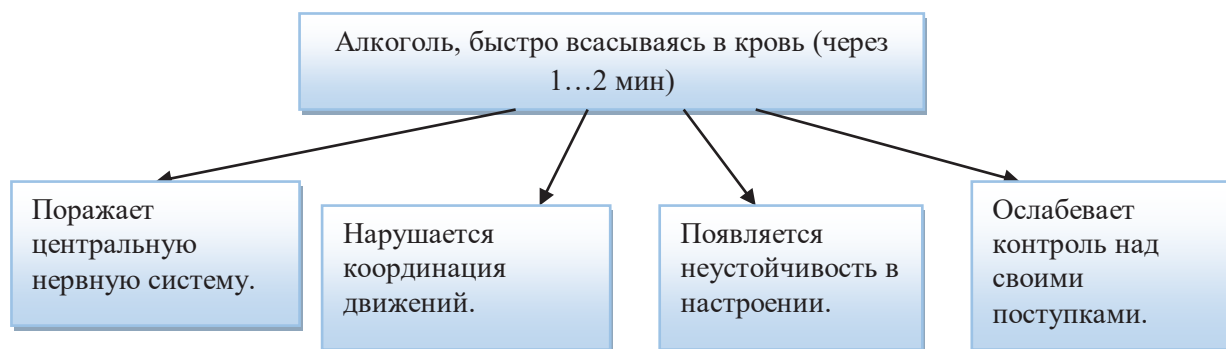 Алкоголь, быстро всасываясь в кровь (через
1…2 мин)
Поражает
центральную
нервную систему.
Нарушается
координация
движений.
Появляется
неустойчивость в
настроении.
Ослабевает
контроль над
своими
поступками.